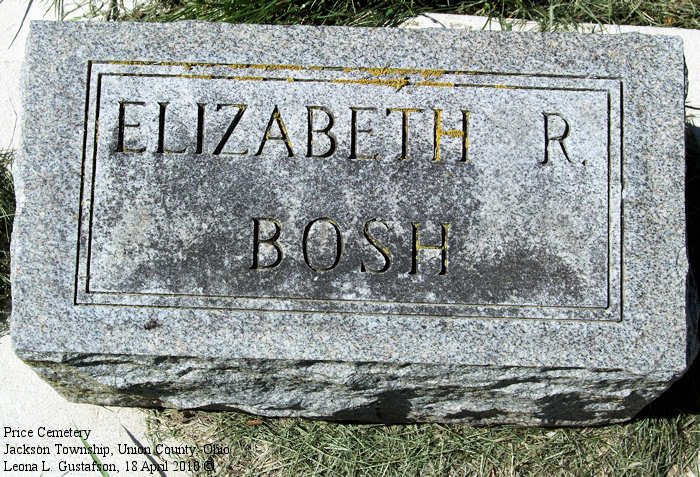 ELIZABETH R.
BOSH
Price Cemetery
Jackson Township, Union County, Ohio
Leona L. Gustafson, 18 April 2010 ©